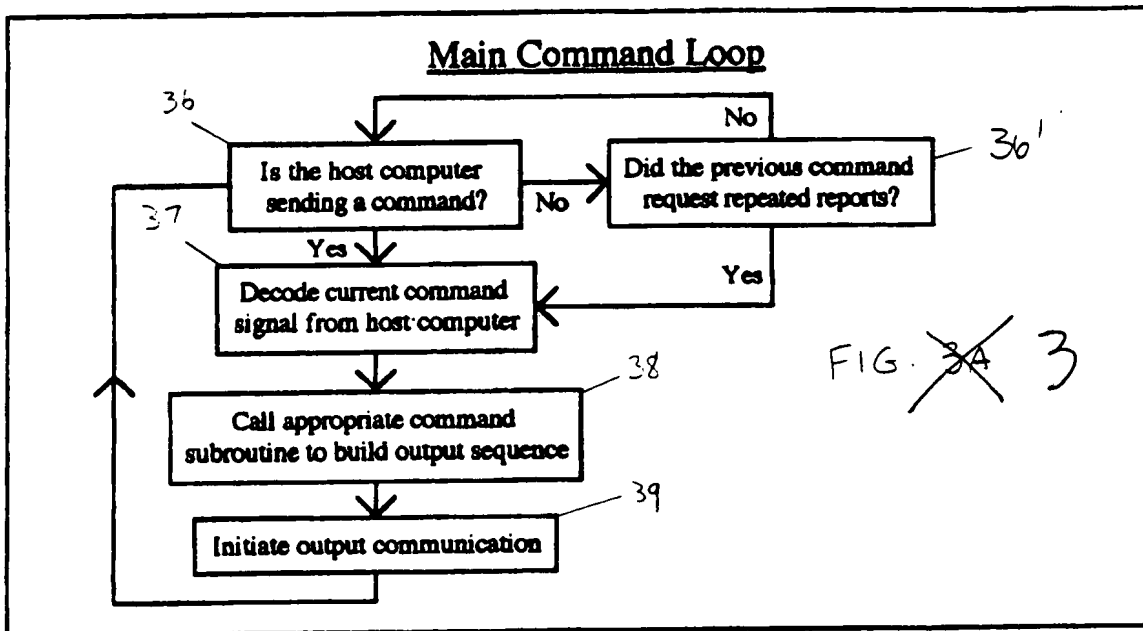 Main Command Loop
36
No
Is the host computer
sending a command?
No
Did the previous command
request repeated reports?
36'
37
Yes
Yes
Decode current command
signal from host computer
FIG. 3A 3
38
Call appropriate command
subroutine to build output sequence
39
Initiate output communication